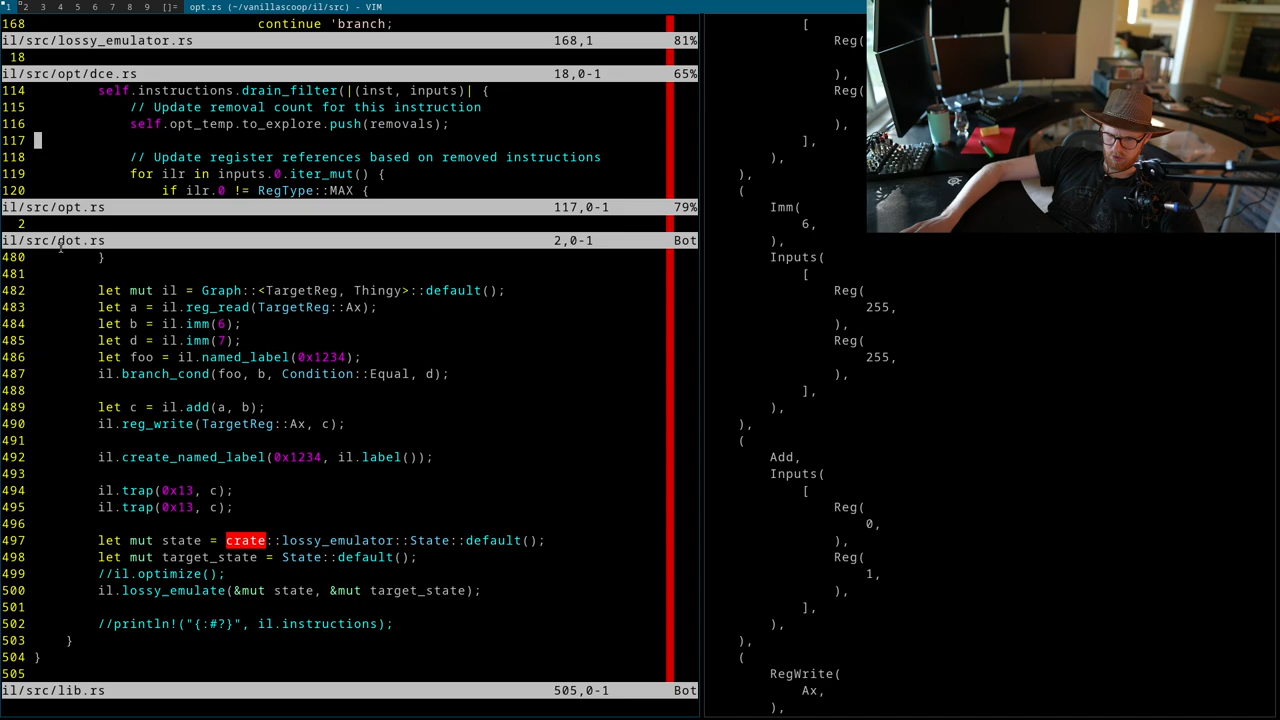 1 2 3 4 5 6 7 8 9 []= opt.rs (~/vanillascoop/il/src) - VIM
168 continue 'branch;
il/src/lossy_emulator.rs 168,1 81%
18
il/src/opt/dce.rs 18,0-1 65%
114 self.instructions.drain_filter(|(inst, inputs)| {
115 // Update removal count for this instruction
116 self.opt_temp.to_explore.push(removals);
117
118 // Update register references based on removed instructions
119 for ilr in inputs.0.iter_mut() {
120 if ilr.0 != RegType::MAX {
il/src/opt.rs 117,0-1 79%
2
il/src/dot.rs 2,0-1 Bot
480 }
481
482 let mut il = Graph::<TargetReg, Thingy>::default();
483 let a = il.reg_read(TargetReg::Ax);
484 let b = il.imm(6);
485 let d = il.imm(7);
486 let foo = il.named_label(0x1234);
487 il.branch_cond(foo, b, Condition::Equal, d);
488
489 let c = il.add(a, b);
490 il.reg_write(TargetReg::Ax, c);
491
492 il.create_named_label(0x1234, il.label());
493
494 il.trap(0x13, c);
495 il.trap(0x13, c);
496
497 let mut state = crate::lossy_emulator::State::default();
498 let mut target_state = State::default();
499 //il.optimize();
500 il.lossy_emulate(&mut state, &mut target_state);
501
502 //println!("{:#?}", il.instructions);
503 }
504 }
505
il/src/lib.rs 505,0-1 Bot
[
Reg(
),
Reg(
),
],
),
),
(
Imm(
6,
),
Inputs(
[
Reg(
255,
),
Reg(
255,
),
],
),
),
(
Add,
Inputs(
[
Reg(
0,
),
Reg(
1,
),
],
),
),
(
RegWrite(
Ax,
),